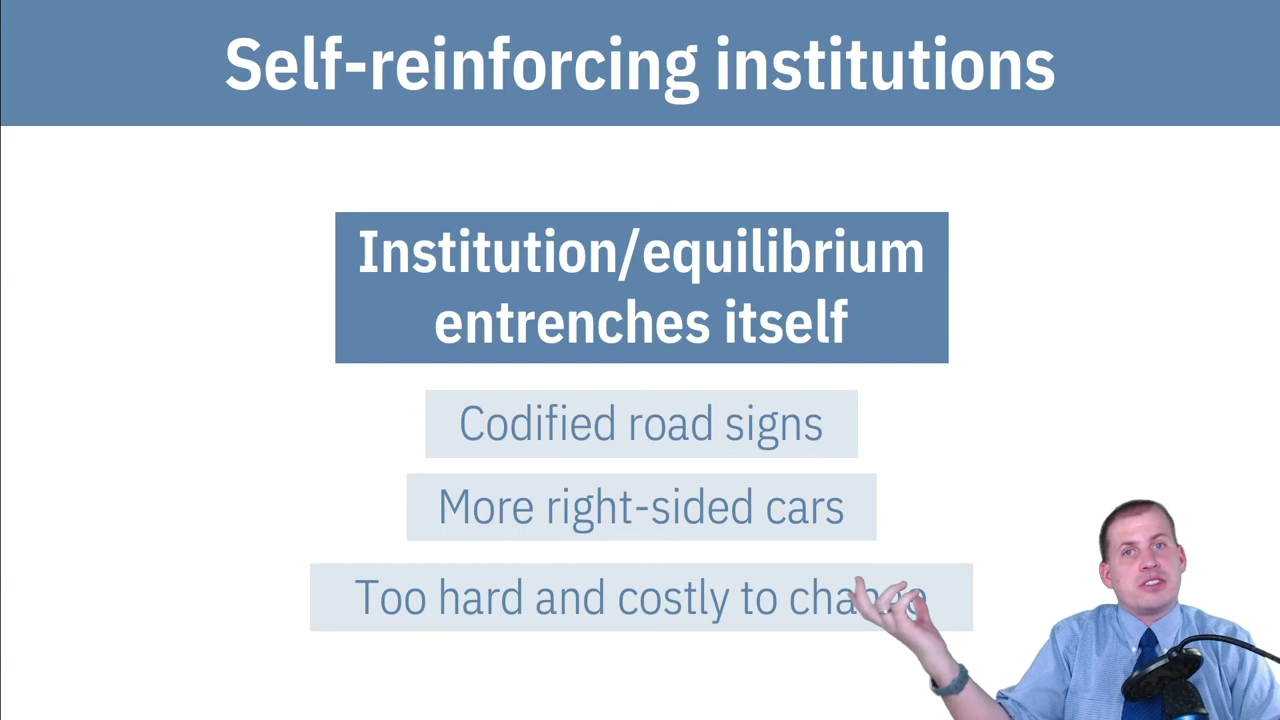 Self-reinforcing institutions
Institution/equilibrium
entrenches itself
Codified road signs
More right-sided cars
Too hard and costly to change